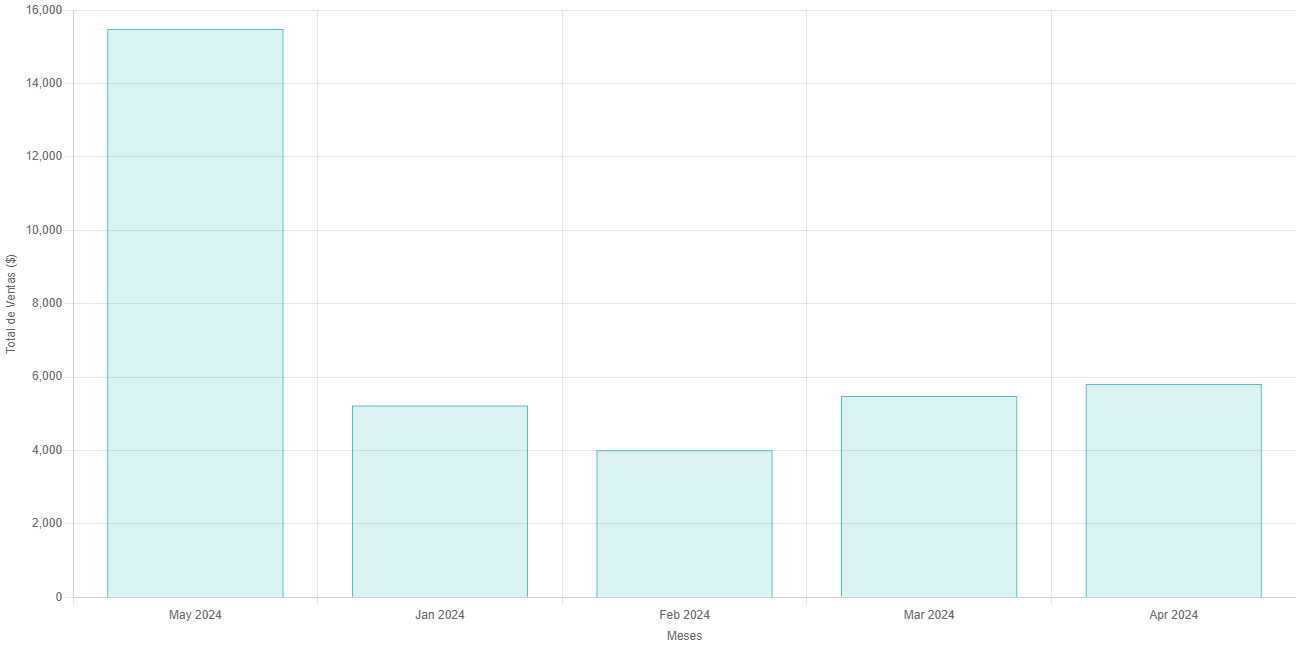 Total de Ventas ($)
16,000
14,000
12,000
10,000
8,000
6,000
4,000
2,000
0
May 2024
Jan 2024
Feb 2024
Mar 2024
Apr 2024
Meses